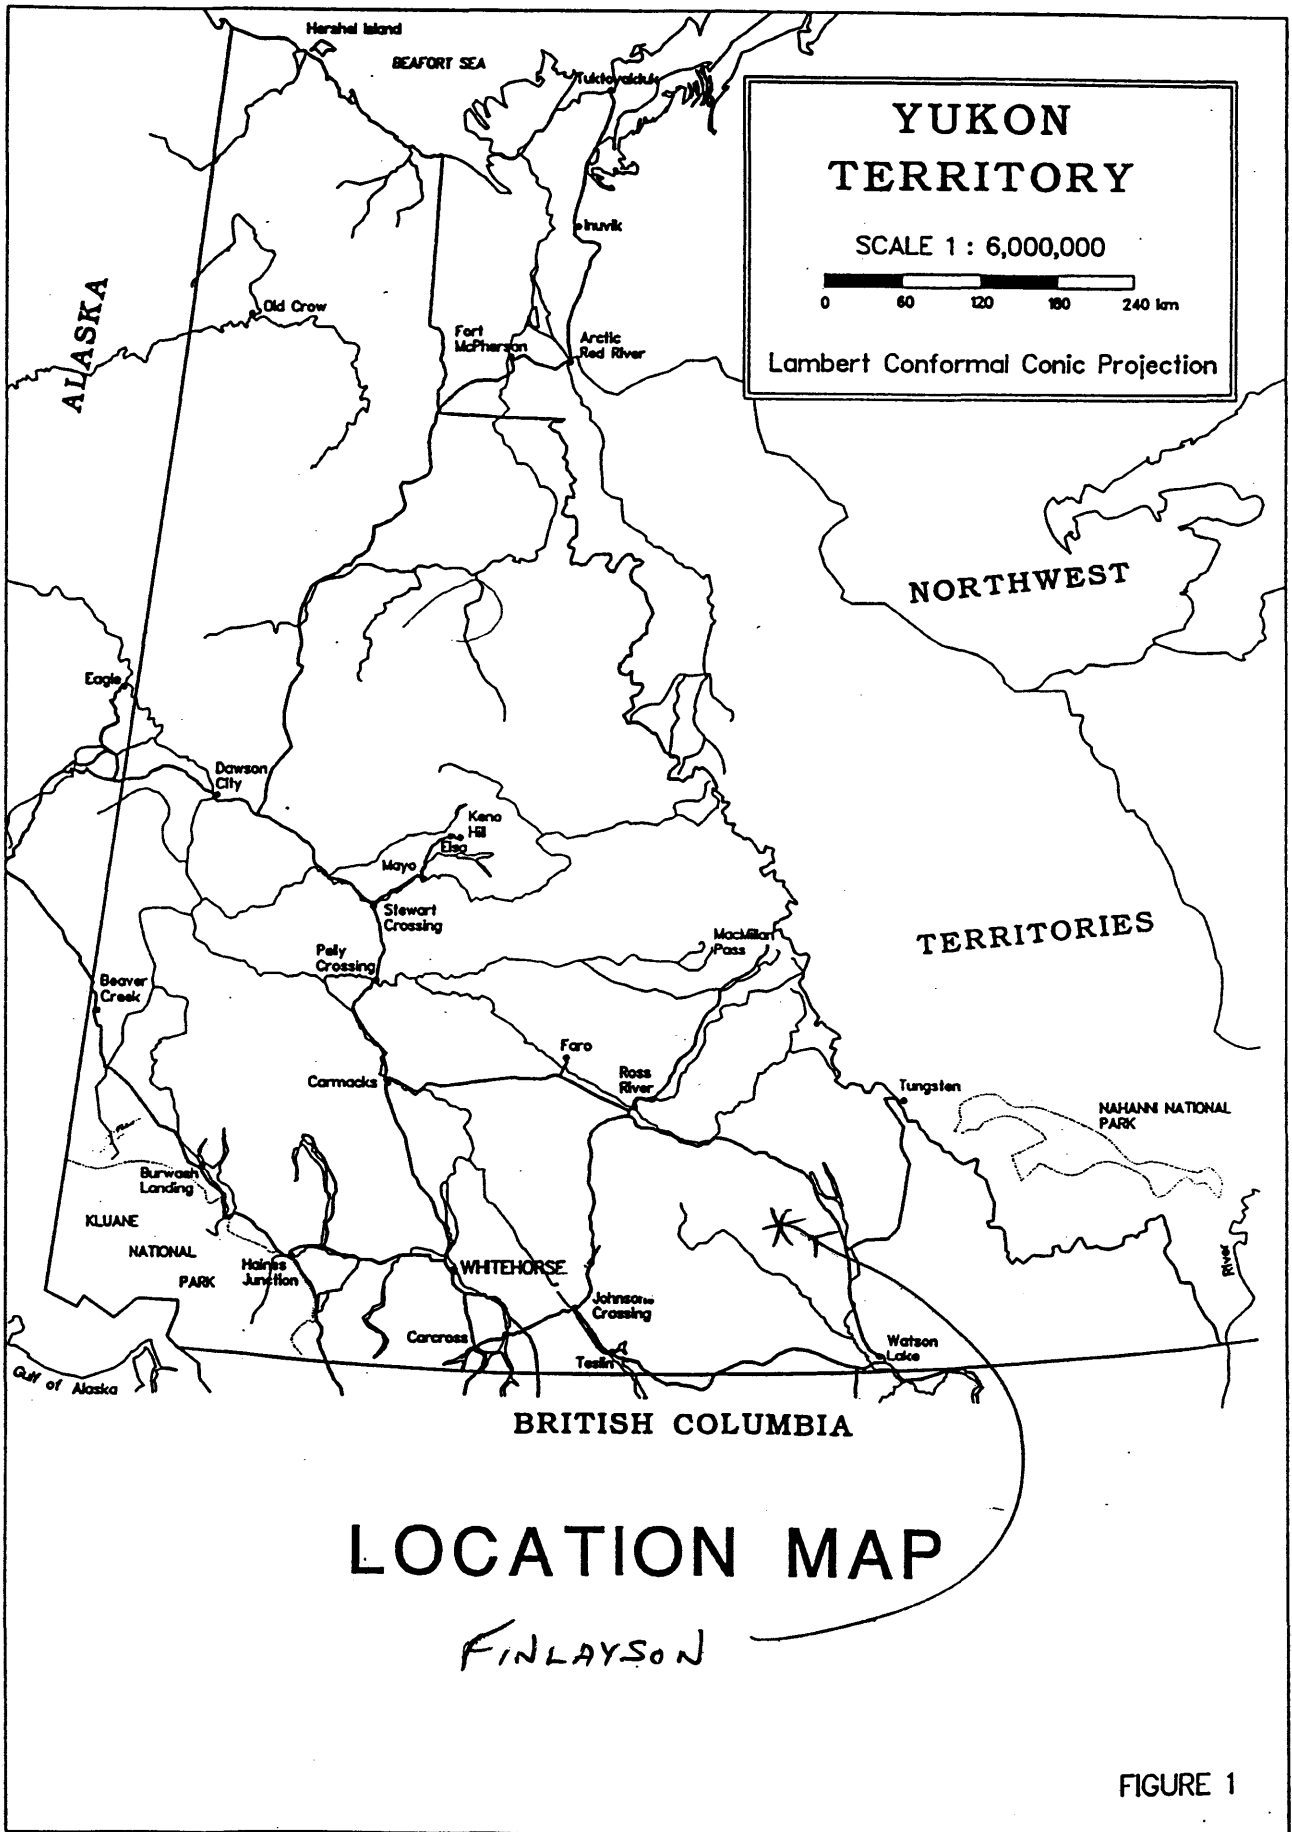 Hershel Island
BEAFORT SEA
Tuktoyaktuk
YUKON
TERRITORY
SCALE 1 : 6,000,000
0 60 120 180 240 km
Lambert Conformal Conic Projection
Inuvik
ALASKA
Old Crow
Fort
McPherson
Arctic
Red River
NORTHWEST
Eagle
Dawson
City
Keno
Hill
Elsa
Mayo
Stewart
Crossing
TERRITORIES
MacMillan
Pass
Pelly
Crossing
Beaver
Creek
Faro
Ross
River
Carmacks
Tungsten
NAHANNI NATIONAL
PARK
Burwash
Landing
KLUANE
NATIONAL
PARK
Haines
Junction
WHITEHORSE
River
Johnsons
Crossing
Carcross
Teslin
Watson
Lake
Gulf of Alaska
BRITISH COLUMBIA
LOCATION MAP
FINLAYSON
FIGURE 1